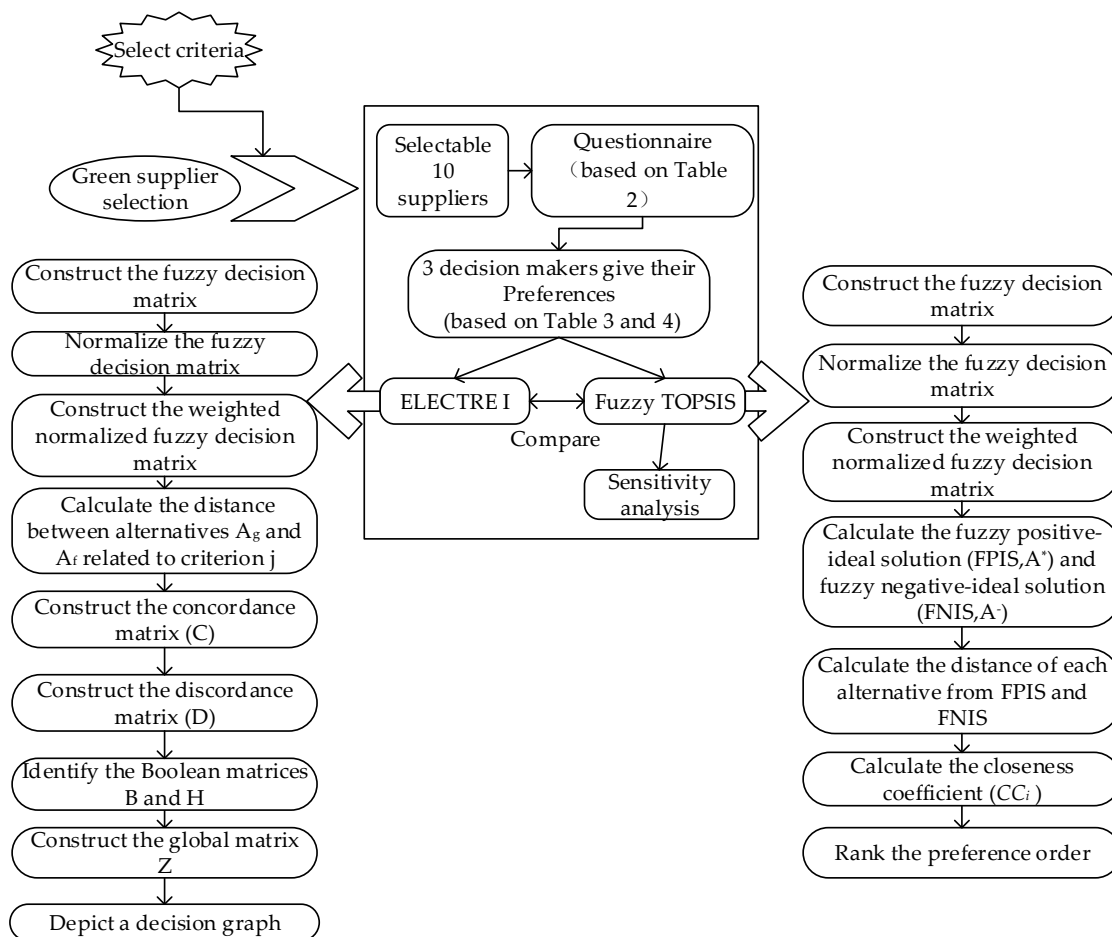 Select criteria
Green supplier
selection
Selectable
10
suppliers
Questionnaire
（based on Table
2）
3 decision makers give their
Preferences
(based on Table 3 and 4)
ELECTRE I
Fuzzy TOPSIS
Compare
Sensitivity
analysis
Construct the fuzzy decision
matrix
Normalize the fuzzy
decision matrix
Construct the weighted
normalized fuzzy decision
matrix
Calculate the distance
between alternatives Ag and
Af related to criterion j
Construct the concordance
matrix (C)
Construct the discordance
matrix (D)
Identify the Boolean matrices
B and H
Construct the global matrix
Z
Depict a decision graph
Construct the fuzzy decision
matrix
Normalize the fuzzy decision
matrix
Construct the weighted
normalized fuzzy decision
matrix
Calculate the fuzzy positive-
ideal solution (FPIS,A*) and
fuzzy negative-ideal solution
(FNIS,A-)
Calculate the distance of each
alternative from FPIS and
FNIS
Calculate the closeness
coefficient (CCi )
Rank the preference order